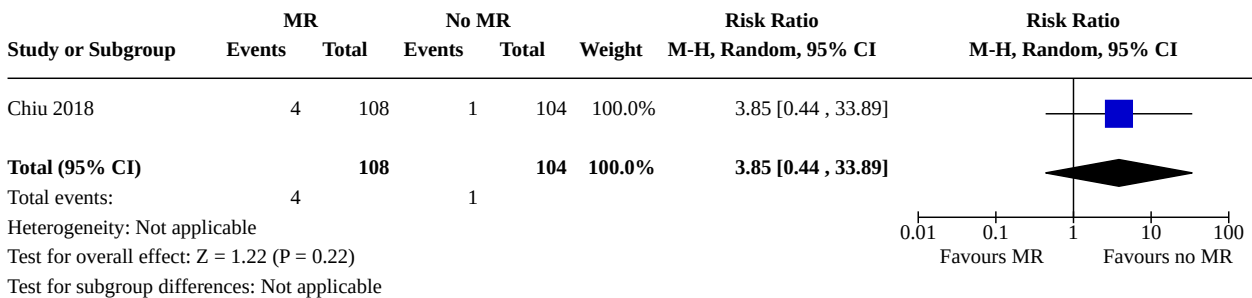 MR No MR Risk Ratio Risk Ratio
Study or Subgroup Events Total Events Total Weight M-H, Random, 95% CI M-H, Random, 95% CI
Chiu 2018 4 108 1 104 100.0% 3.85 [0.44 , 33.89]
Total (95% CI) 108 104 100.0% 3.85 [0.44 , 33.89]
Total events: 4 1
Heterogeneity: Not applicable
0.01 0.1 1 10 100
Test for overall effect: Z = 1.22 (P = 0.22) Favours MR Favours no MR
Test for subgroup differences: Not applicable